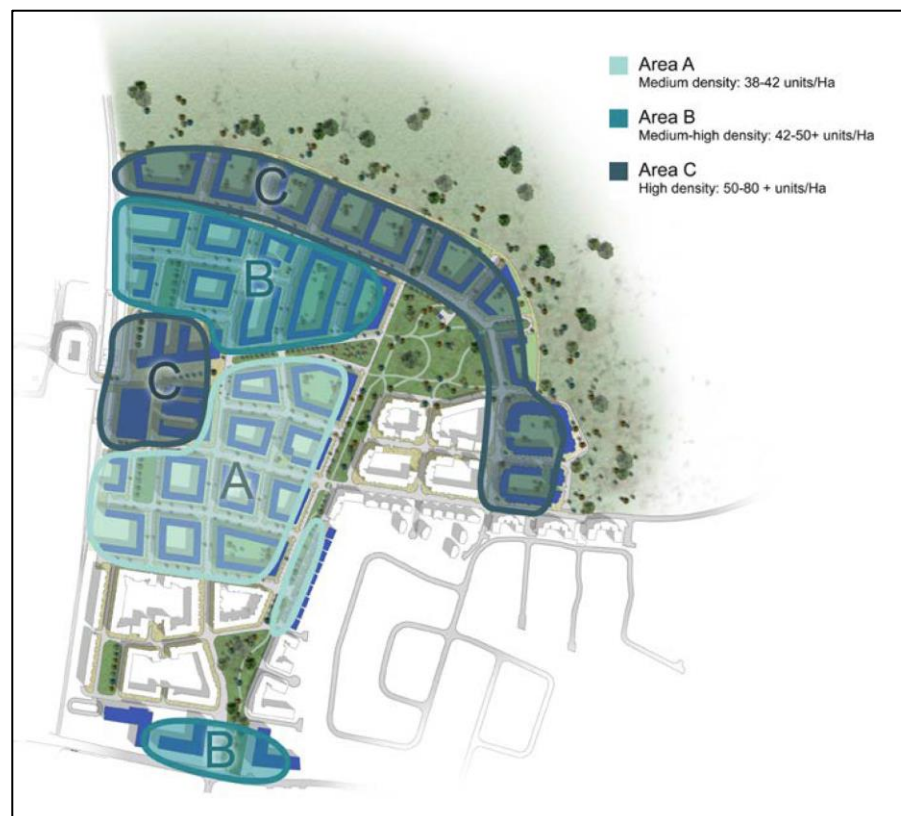 Area A
Medium density: 38-42 units/Ha
Area B
Medium-high density: 42-50+ units/Ha
Area C
High density: 50-80 + units/Ha
C
B
C
A
B